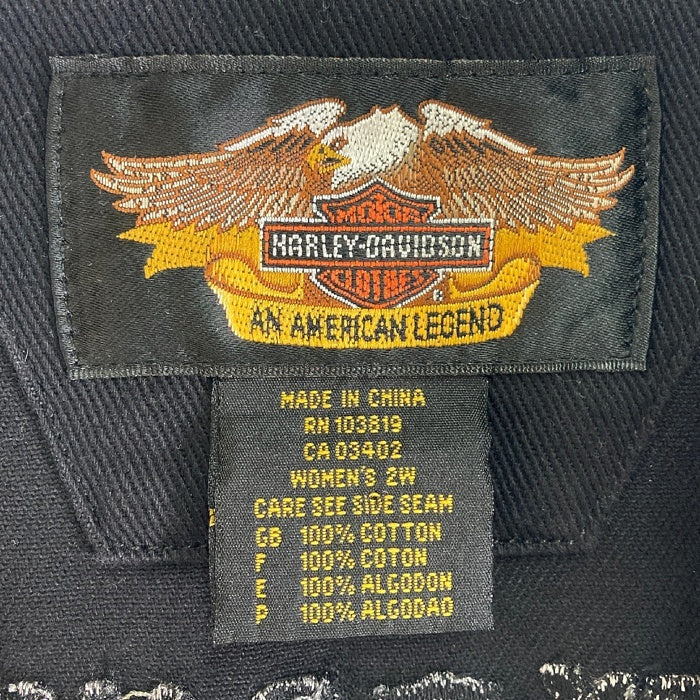 MOTOR
HARLEY-DAVIDSON
CLOTHES
®
AN AMERICAN LEGEND
MADE IN CHINA
RN 103819
CA 03402
WOMEN'S 2W
CARE SEE SIDE SEAM
GB 100% COTTON
F 100% COTON
E 100% ALGODON
P 100% ALGODAO